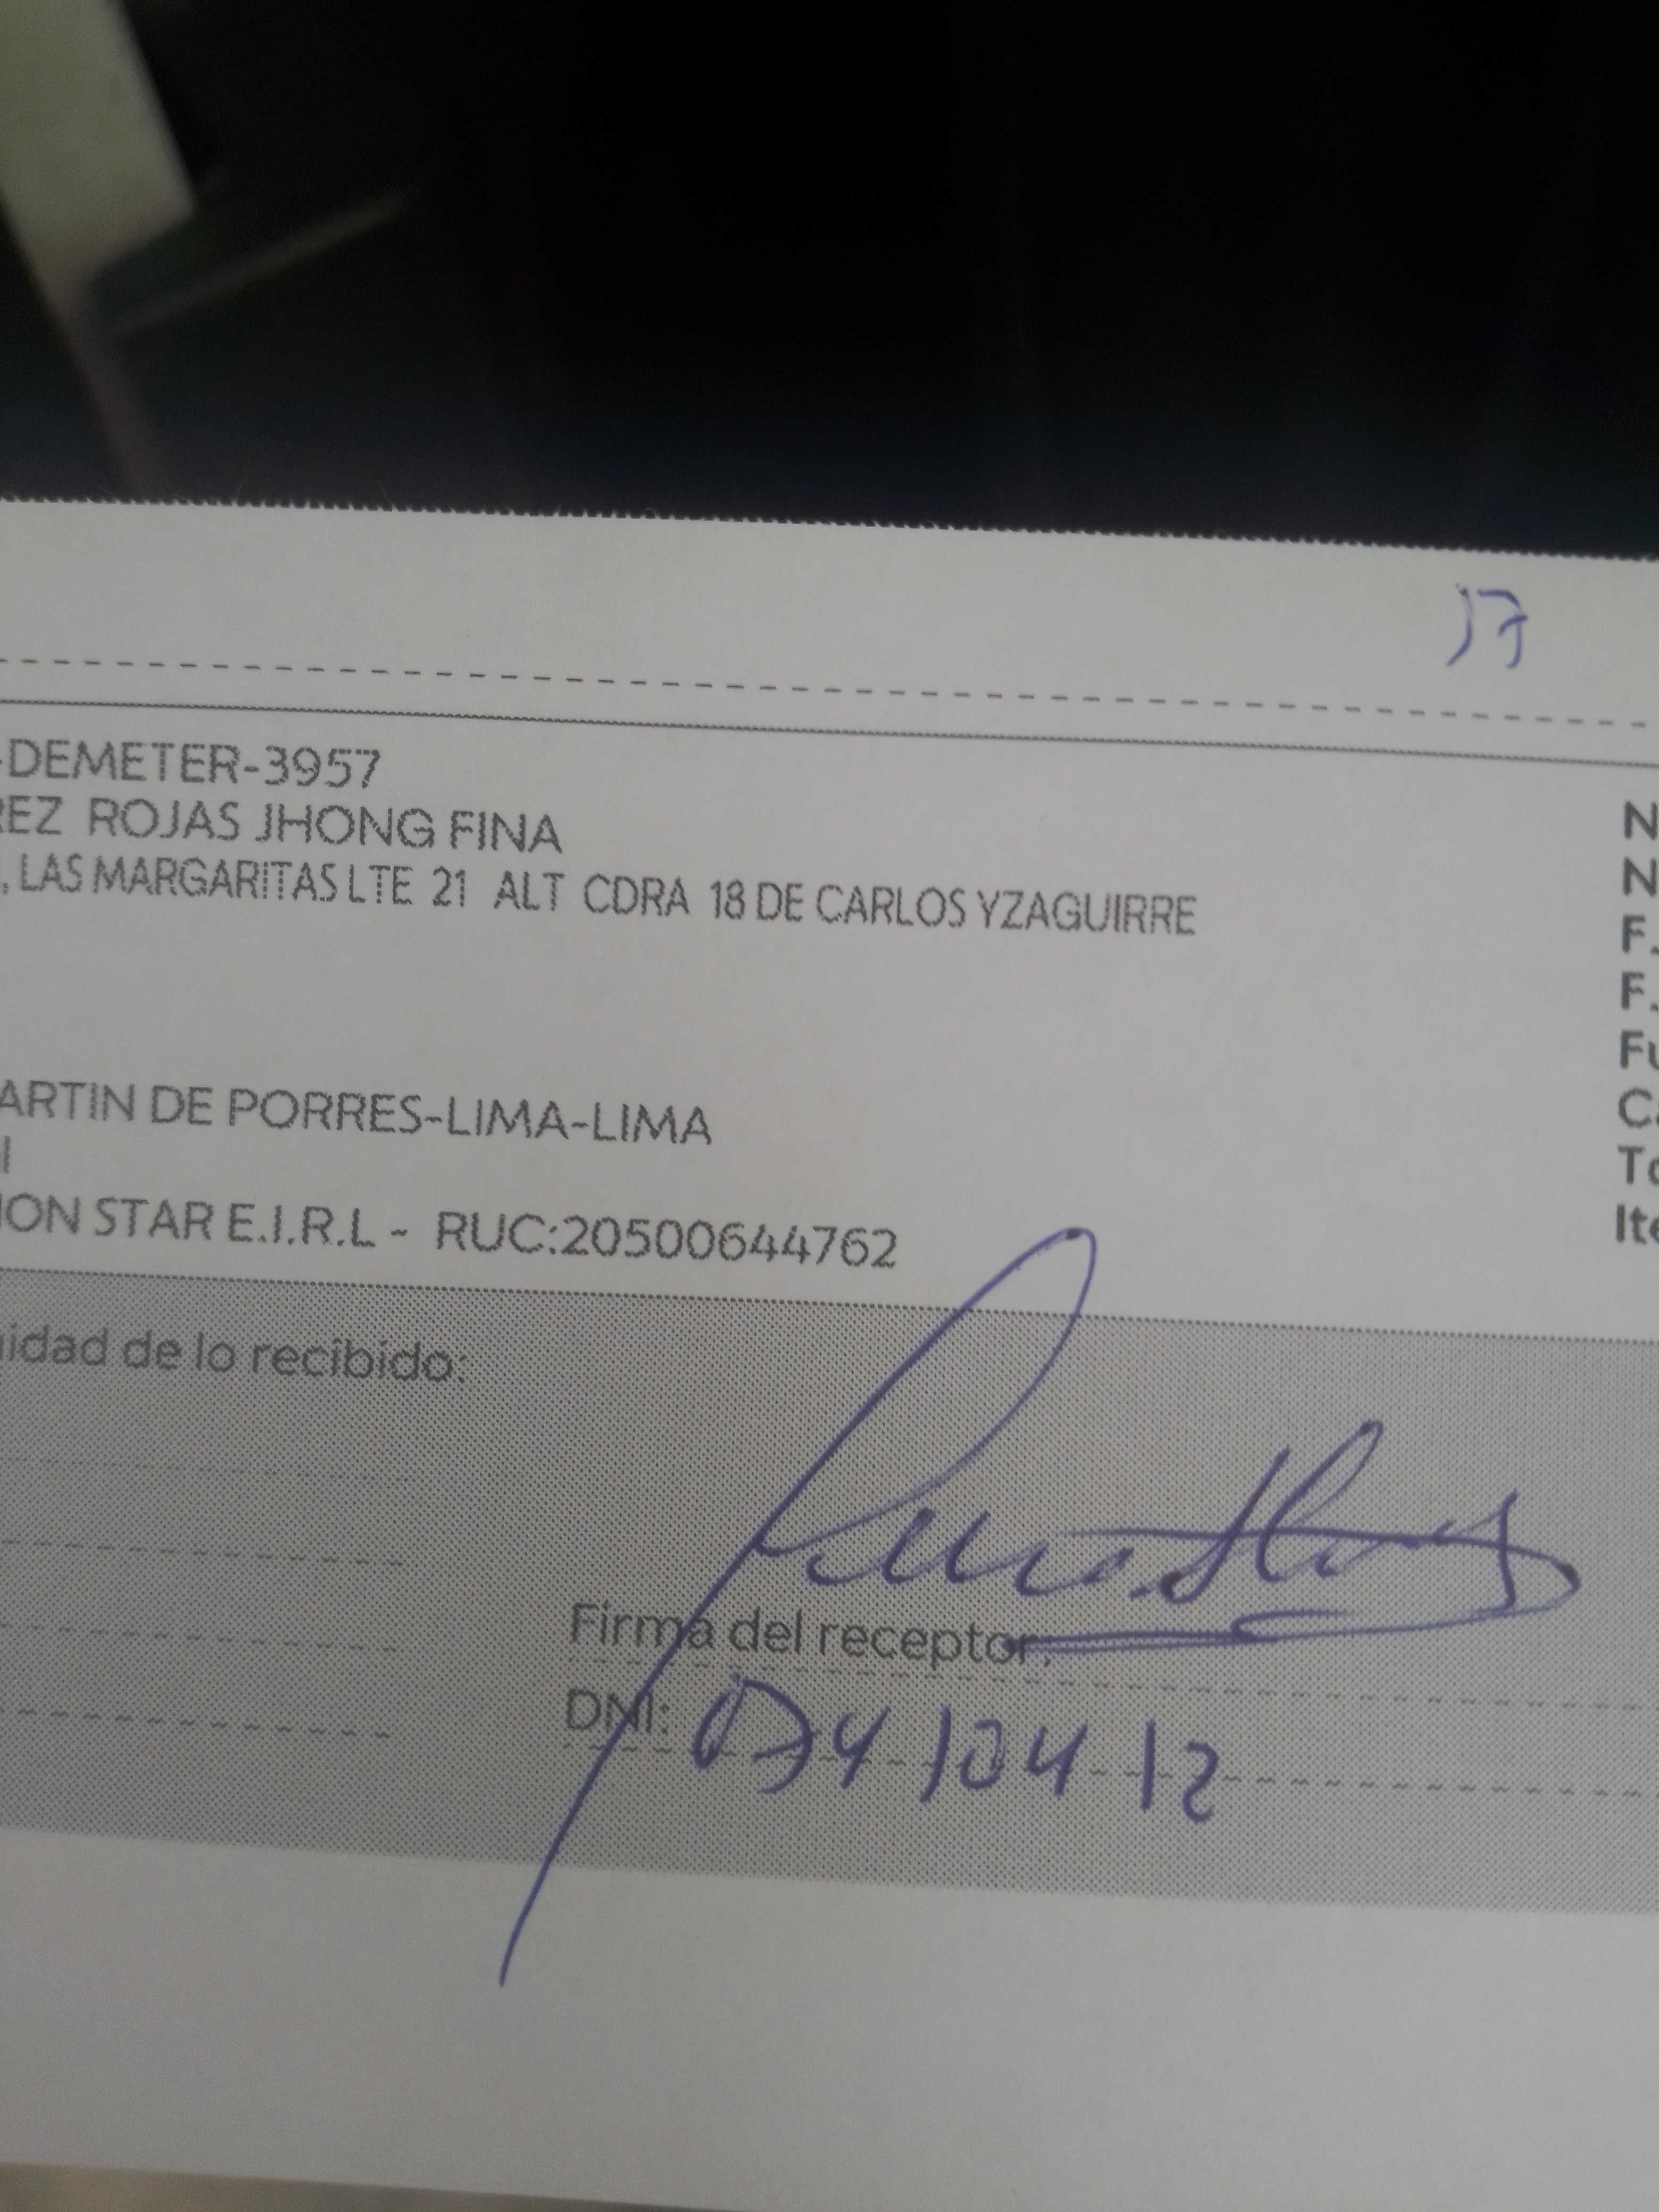 17
-DEMETER-3957
REZ ROJAS JHONG FINA
, LAS MARGARITAS LTE 21 ALT CDRA 18 DE CARLOS YZAGUIRRE
ARTIN DE PORRES-LIMA-LIMA
I
ION STAR E.I.R.L - RUC:20500644762
N
N
F.
F.
Fu
C
To
Ite
idad de lo recibido:
Firma del receptor:
DNI: 07410412